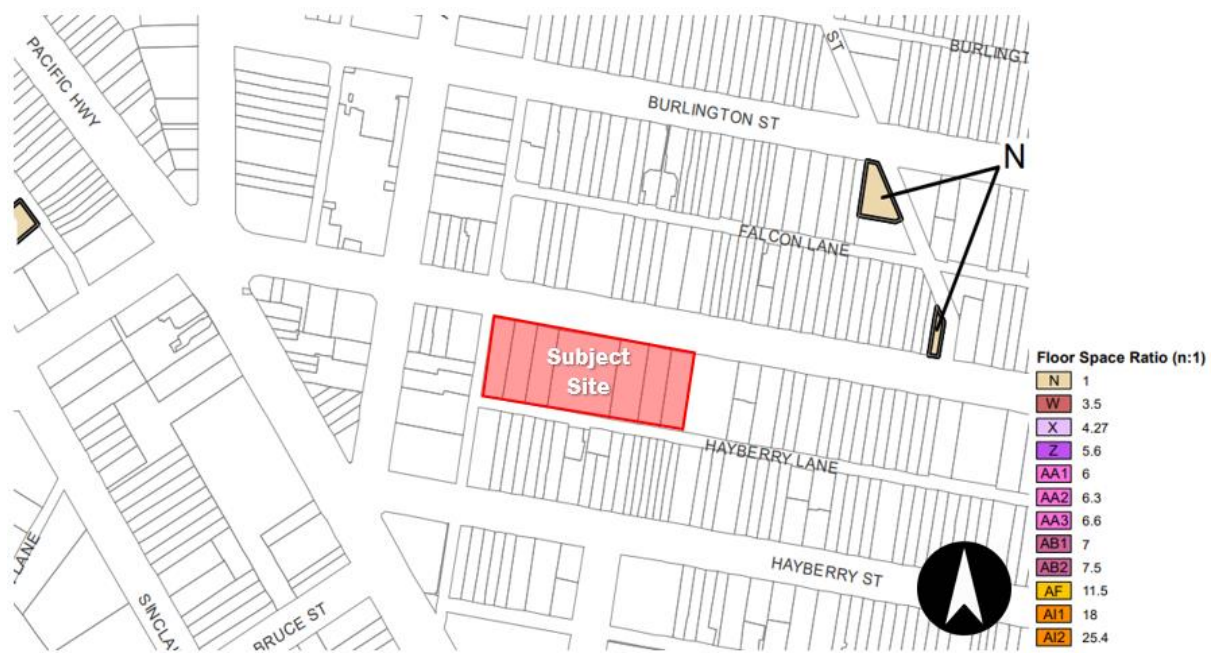 PACIFIC HWY
ST
BURLINGT
BURLINGTON ST
N
FALCON LANE
Subject
Site
HAYBERRY LANE
HAYBERRY ST
LANE
SINCLAI
BRUCE ST
Floor Space Ratio (n:1)
N 1
W 3.5
X 4.27
Z 5.6
AA1 6
AA2 6.3
AA3 6.6
AB1 7
AB2 7.5
AF 11.5
AI1 18
AI2 25.4